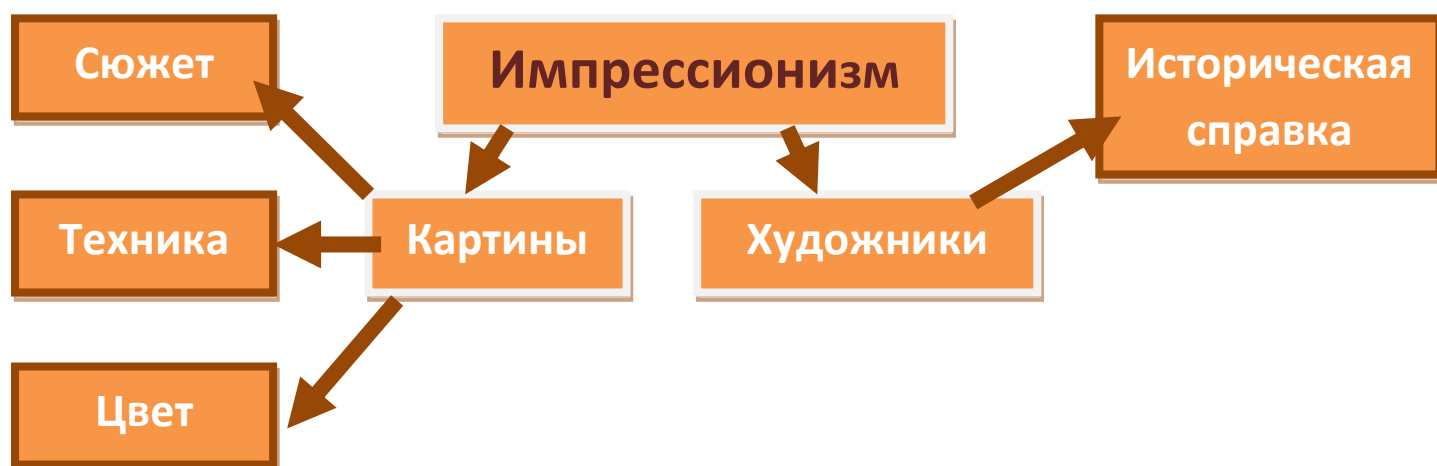 Сюжет
Импрессионизм
Историческая
справка
Техника
Картины
Художники
Цвет